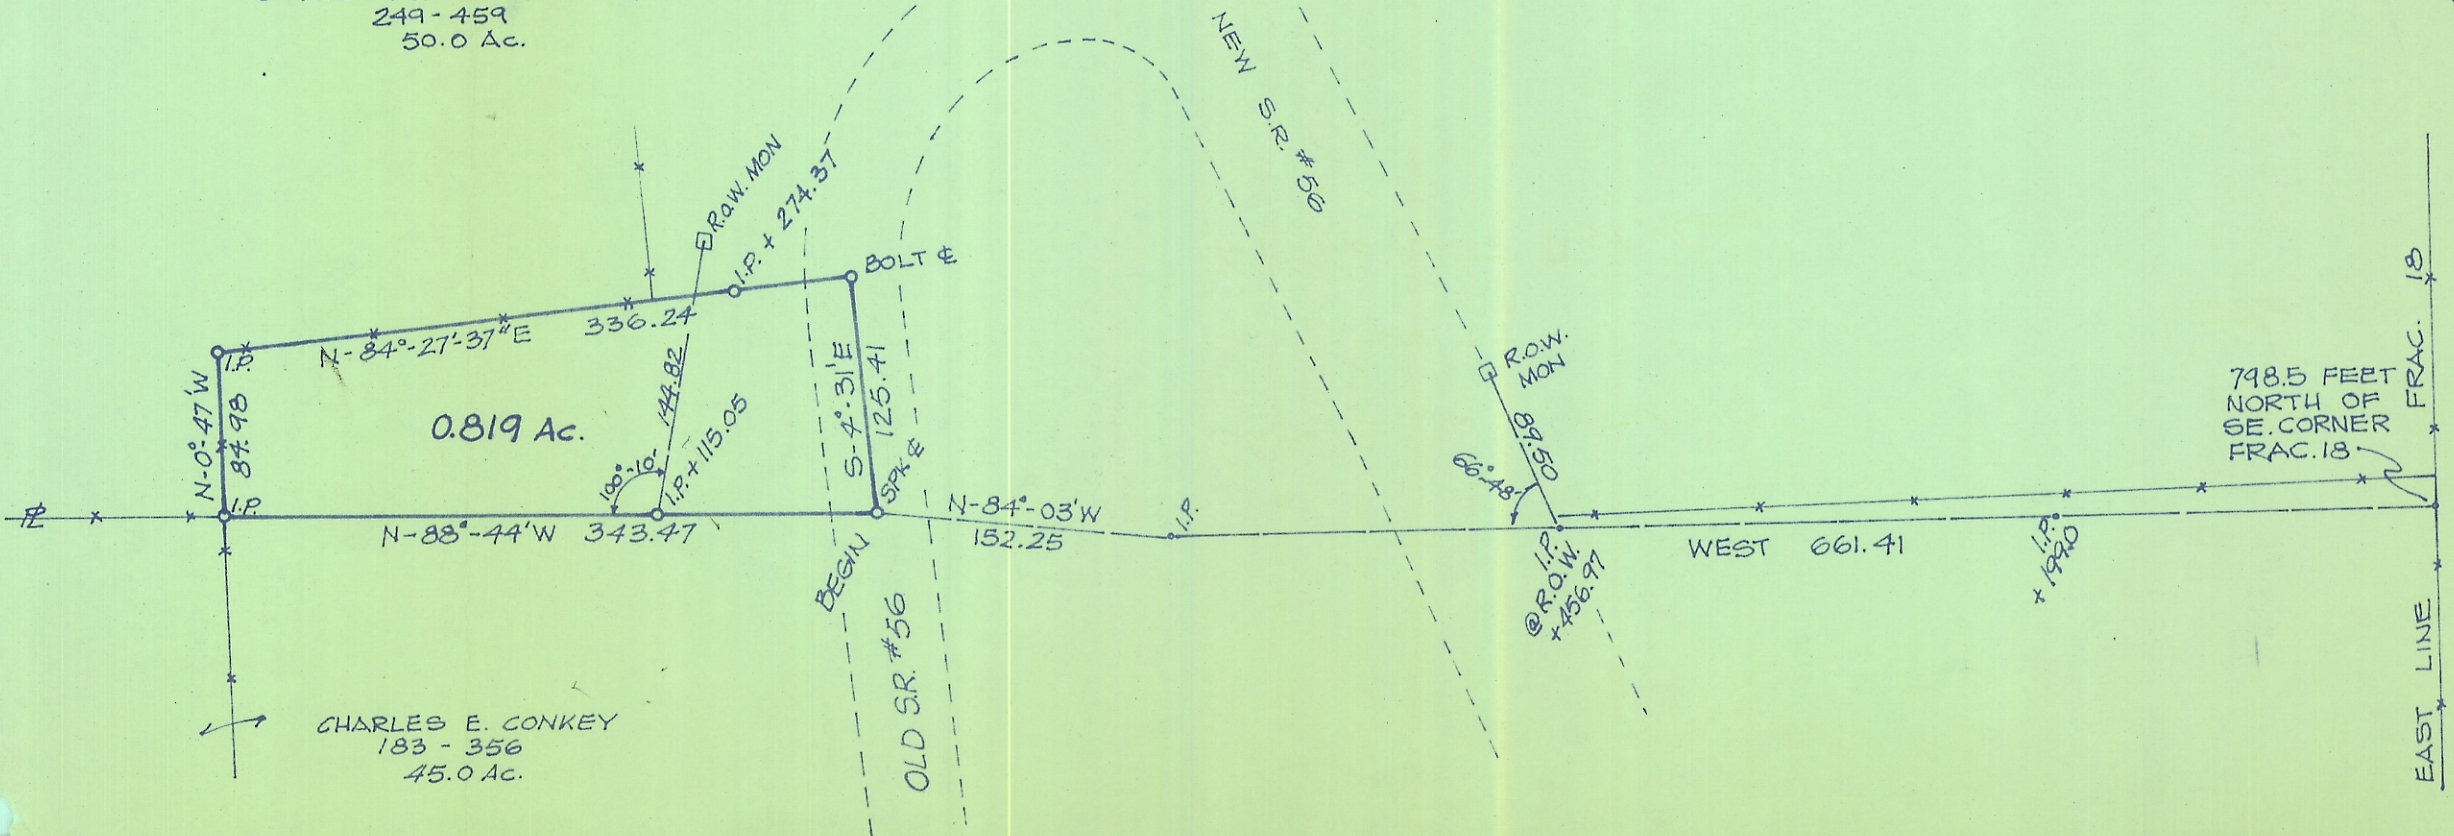 249-459
50.0 Ac.
NEW S.R. #56
R.O.W. MON
I.P. + 274.37
BOLT ℄
336.24
N-84°-27'-37"E
I.P.
N-0°-47'W
84.98
0.819 Ac.
144.82
100°-10'
I.P. + 115.05
S-4°-31'E
125.41
SPK ℄
I.P.
N-88°-44'W 343.47
BEGIN
OLD S.R. #56
N-84°-03'W
152.25
I.P.
R.O.W.
MON
89.50
66°-48'
I.P.
@ R.O.W.
+456.97
WEST 661.41
I.P.
+ 199.0
798.5 FEET
NORTH OF
SE. CORNER
FRAC. 18
EAST LINE FRAC. 18
℄
CHARLES E. CONKEY
183-356
45.0 Ac.